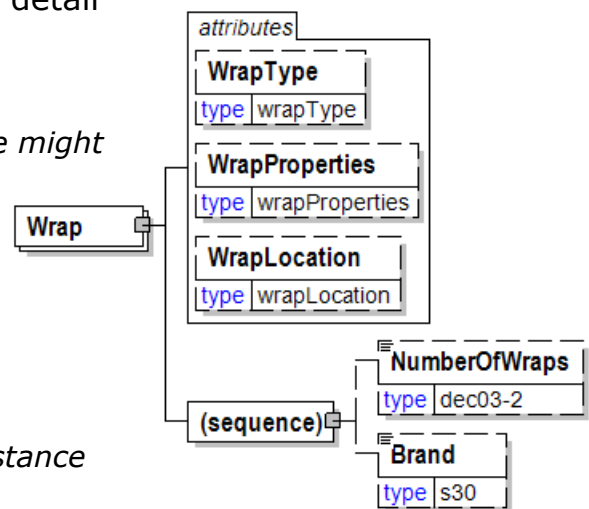 detail
attributes
WrapType
type wrapType
e might
WrapProperties
type wrapProperties
Wrap
WrapLocation
type wrapLocation
NumberOfWraps
type dec03-2
(sequence)
stance
Brand
type s30